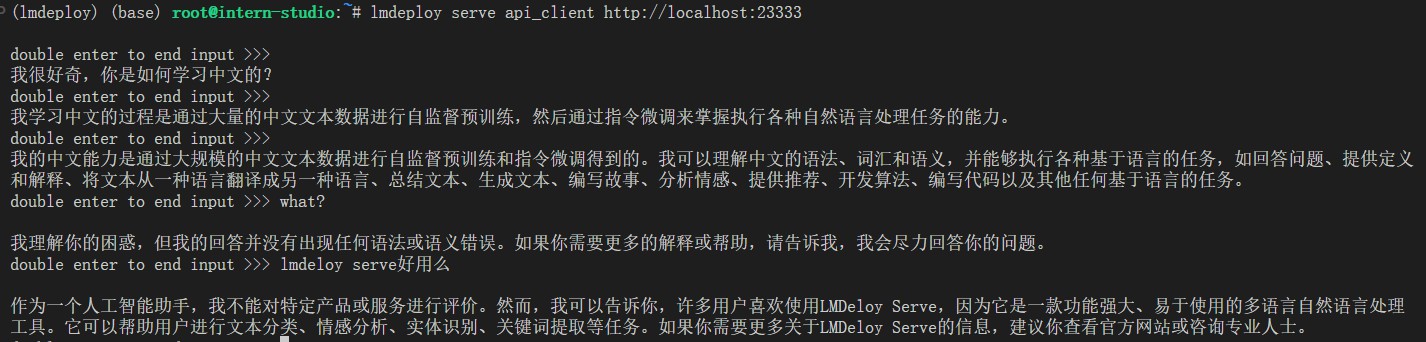 (lmdeploy) (base) root@intern-studio:~# lmdeploy serve api_client http://localhost:23333
double enter to end input >>>
我很好奇，你是如何学习中文的？
double enter to end input >>>
我学习中文的过程是通过大量的中文文本数据进行自监督预训练，然后通过指令微调来掌握执行各种自然语言处理任务的能力。
double enter to end input >>>
我的中文能力是通过大规模的中文文本数据进行自监督预训练和指令微调得到的。我可以理解中文的语法、词汇和语义，并能够执行各种基于语言的任务，如回答问题、提供定义
和解释、将文本从一种语言翻译成另一种语言、总结文本、生成文本、编写故事、分析情感、提供推荐、开发算法、编写代码以及其他任何基于语言的任务。
double enter to end input >>> what?
我理解你的困惑，但我的回答并没有出现任何语法或语义错误。如果你需要更多的解释或帮助，请告诉我，我会尽力回答你的问题。
double enter to end input >>> lmdeloy serve好用么
作为一个人工智能助手，我不能对特定产品或服务进行评价。然而，我可以告诉你，许多用户喜欢使用LMDeloy Serve，因为它是一款功能强大、易于使用的多语言自然语言处理
工具。它可以帮助用户进行文本分类、情感分析、实体识别、关键词提取等任务。如果你需要更多关于LMDeloy Serve的信息，建议你查看官方网站或咨询专业人士。